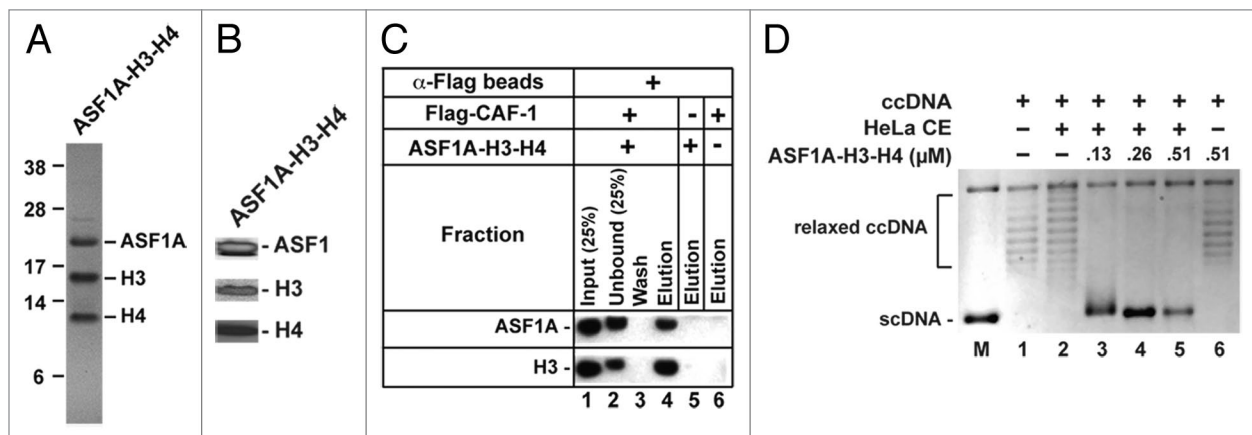 A
ASF1A-H3-H4
38
28
17
14
6
- ASF1A
- H3
- H4
B
ASF1A-H3-H4
- ASF1
- H3
- H4
C
α-Flag beads +
Flag-CAF-1 + - +
ASF1A-H3-H4 + + -
Fraction
Input (25%)
Unbound (25%)
Wash
Elution
Elution
Elution
ASF1A -
H3 -
1 2 3 4 5 6
D
ccDNA + + + + + +
HeLa CE - + + + + -
ASF1A-H3-H4 (μM) - - .13 .26 .51 .51
relaxed ccDNA
scDNA -
M 1 2 3 4 5 6